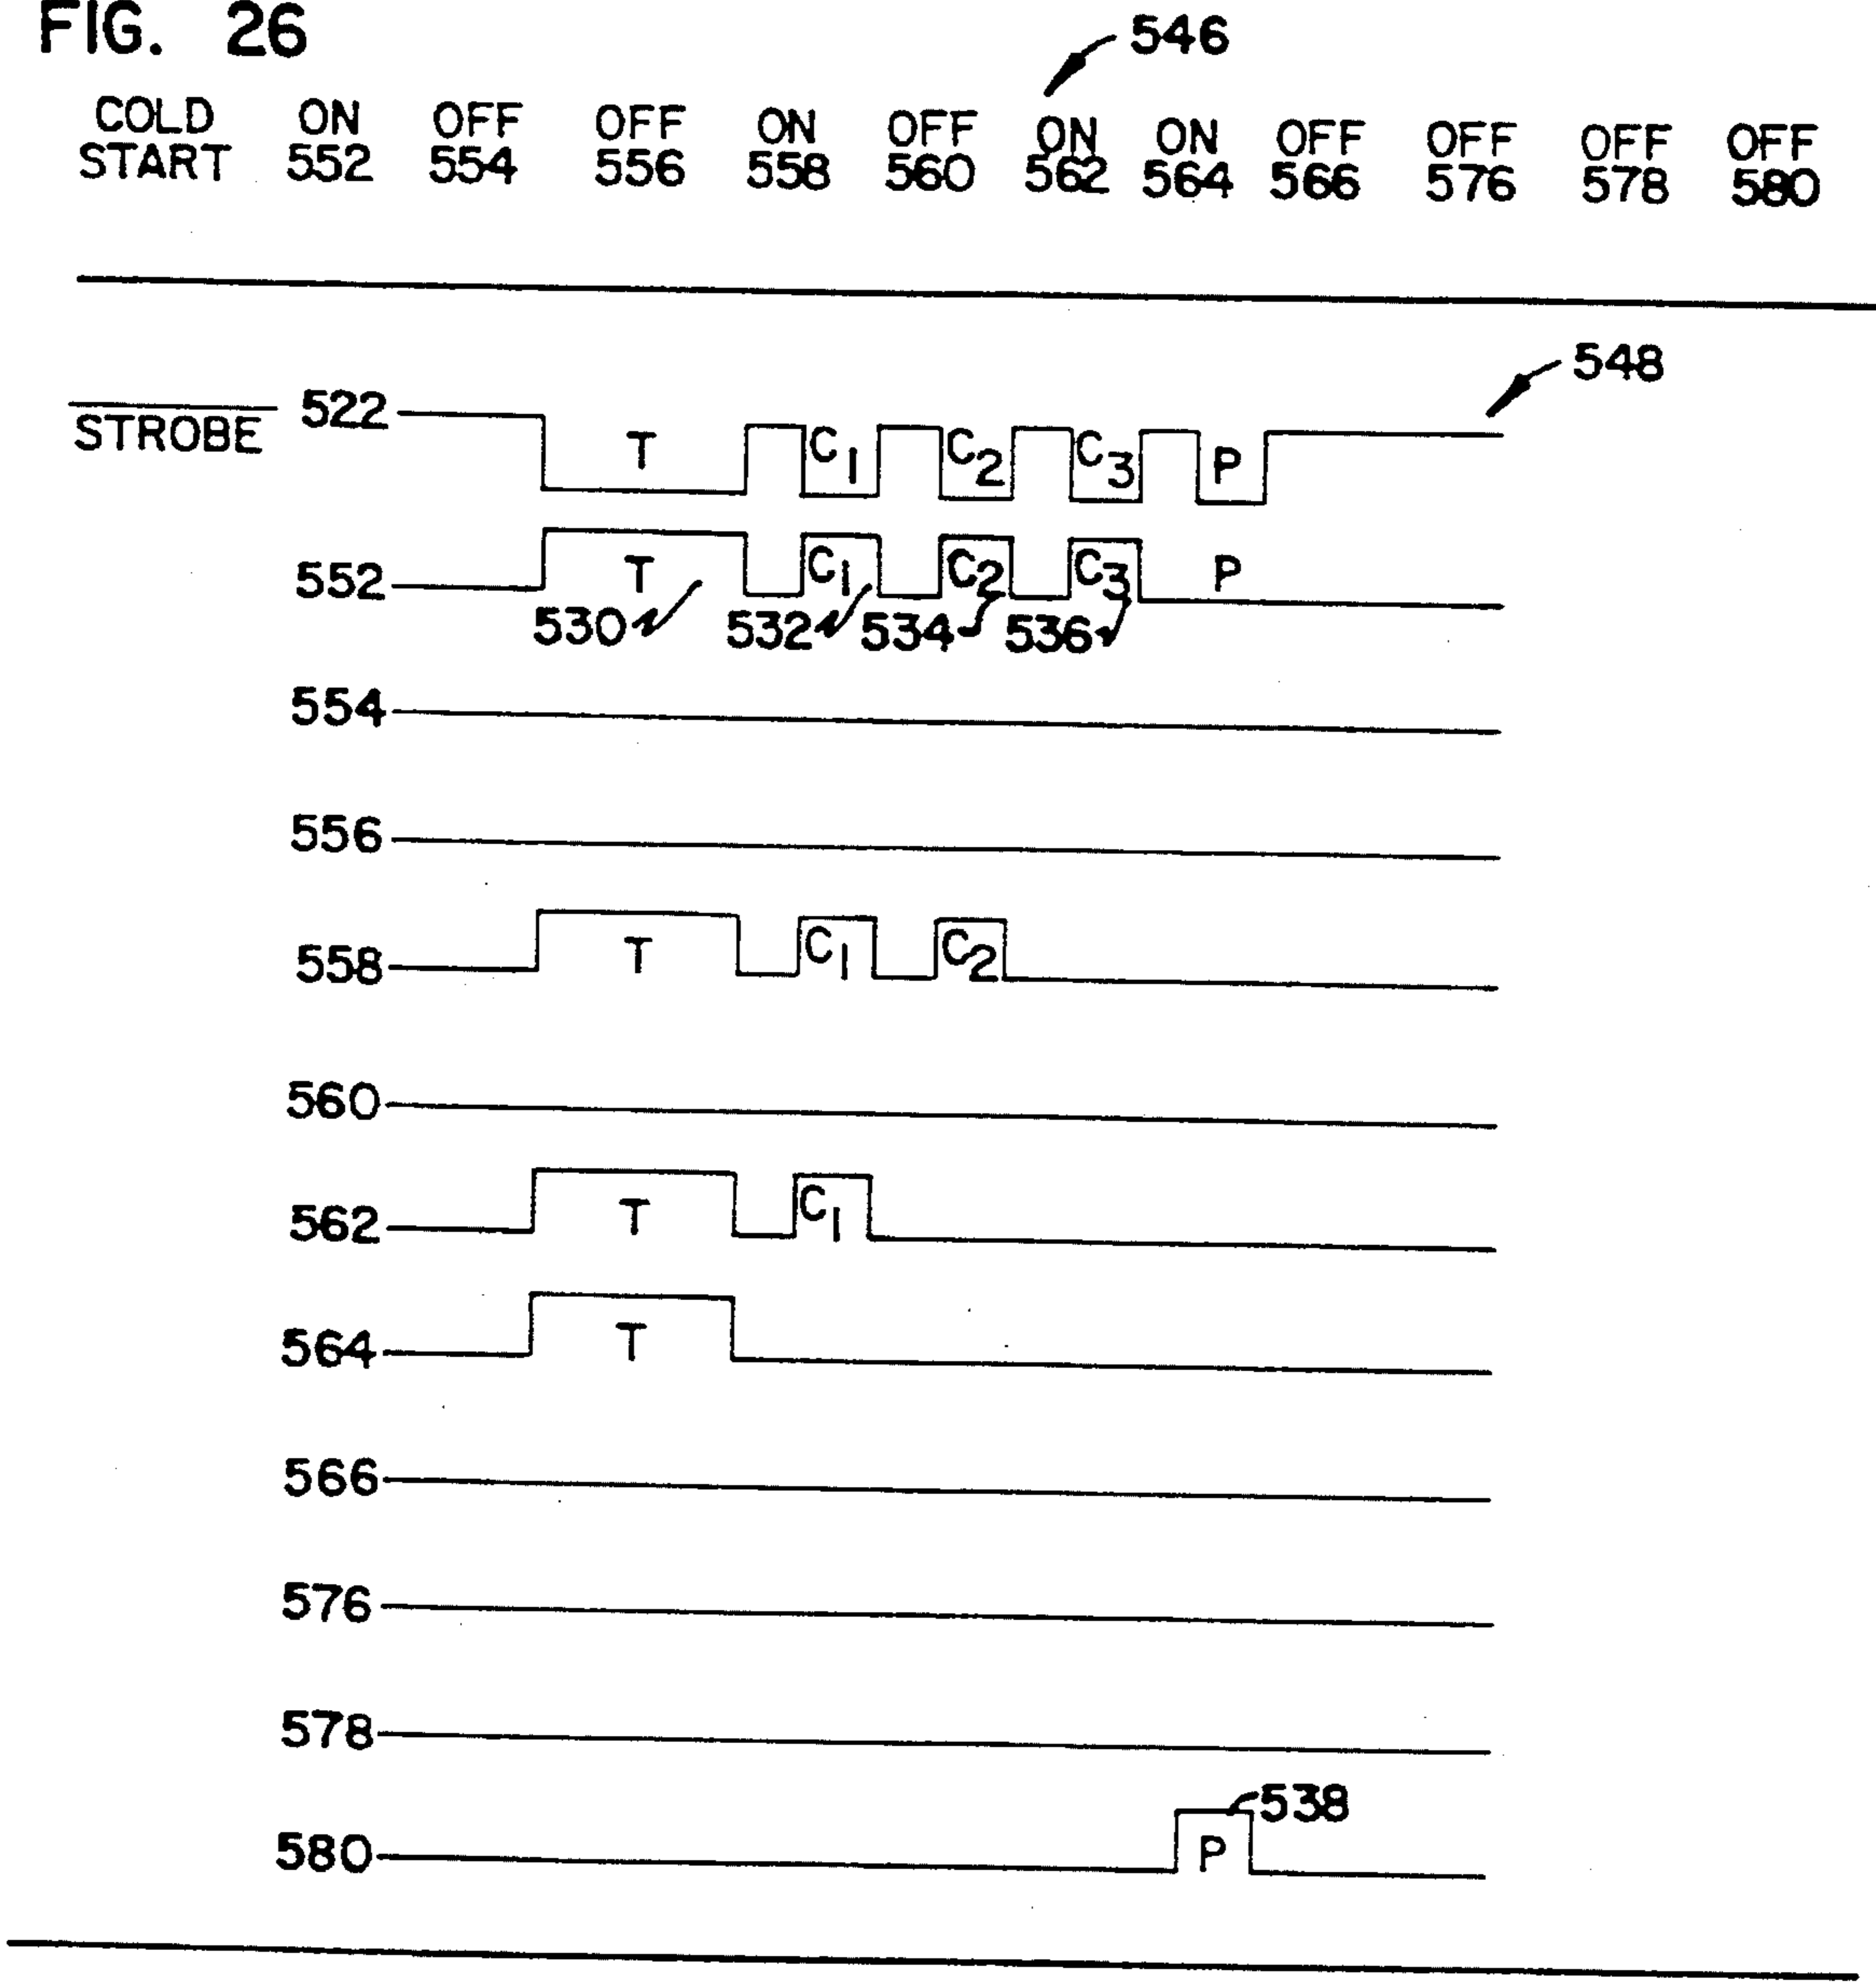 FIG. 26
546
COLD START
ON 552
OFF 554
OFF 556
ON 558
OFF 560
ON 562
ON 564
OFF 566
OFF 576
OFF 578
OFF 580
548
STROBE 522 T C1 C2 C3 P
552 T C1 C2 C3 P
530 532 534 536
554
556
558 T C1 C2
560
562 T C1
564 T
566
576
578
538
580 P